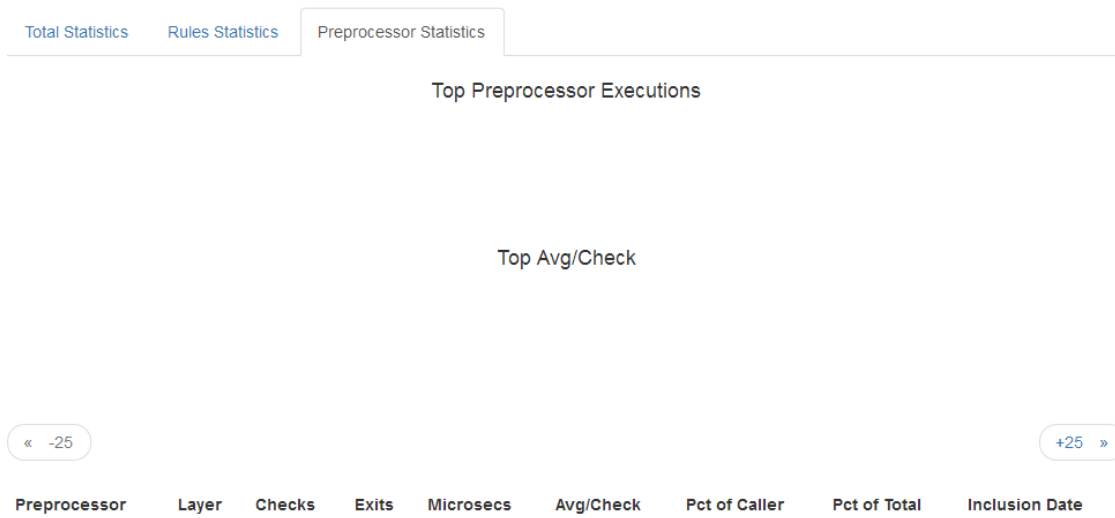 Total Statistics Rules Statistics Preprocessor Statistics
Top Preprocessor Executions
Top Avg/Check
« -25 +25 »
Preprocessor Layer Checks Exits Microsecs Avg/Check Pct of Caller Pct of Total Inclusion Date